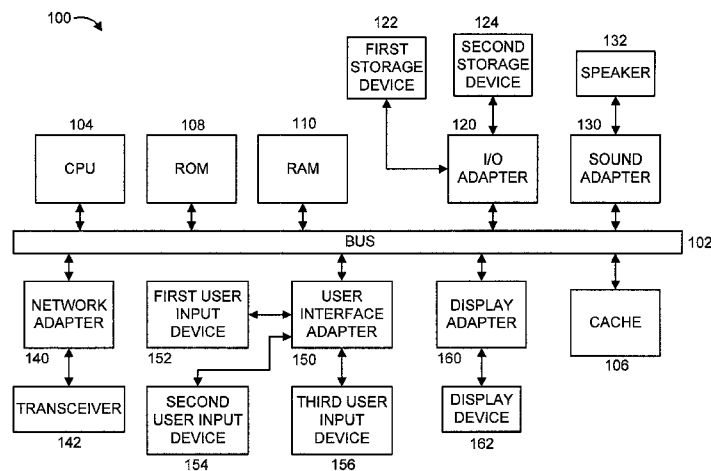 100
122
FIRST
STORAGE
DEVICE
124
SECOND
STORAGE
DEVICE
132
SPEAKER
104
CPU
108
ROM
110
RAM
120
I/O
ADAPTER
130
SOUND
ADAPTER
BUS
102
NETWORK
ADAPTER
140
FIRST USER
INPUT
DEVICE
152
USER
INTERFACE
ADAPTER
150
DISPLAY
ADAPTER
160
CACHE
106
TRANSCEIVER
142
SECOND
USER INPUT
DEVICE
154
THIRD USER
INPUT
DEVICE
156
DISPLAY
DEVICE
162